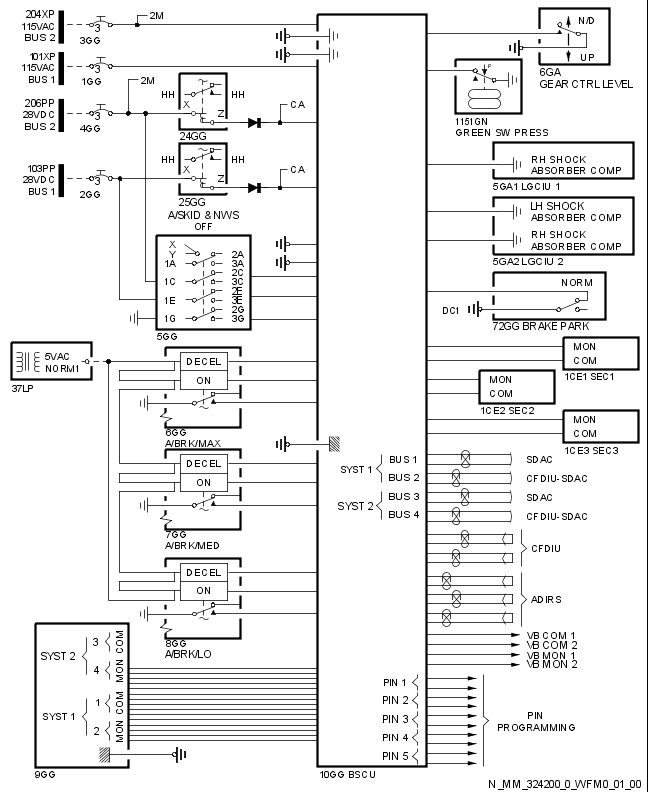 204XP
115VAC
BUS 2
3
3GG
2M
101XP
115VAC
BUS 1
3
1GG
2M
206PP
28VDC
BUS 2
3
4GG
HH
HH
X
Z
24GG
CA
103PP
28VDC
BUS 1
3
2GG
HH
HH
X
Z
25GG
CA
A/SKID & NWS
OFF
X
Y
1A
2A
3A
2C
1C
3C
2E
1E
3E
2G
1G
3G
5GG
5VAC
NORM1
37LP
DECEL
ON
6GG
A/BRK/MAX
DECEL
ON
7GG
A/BRK/MED
DECEL
ON
8GG
A/BRK/LO
SYST 2
3
4
COM
MON
SYST 1
1
2
COM
MON
9GG
10GG BSCU
N/D
UP
6GA
GEAR CTRL LEVEL
P
1151GN
GREEN SW PRESS
RH SHOCK
ABSORBER COMP
5GA1 LGCIU 1
LH SHOCK
ABSORBER COMP
RH SHOCK
ABSORBER COMP
5GA2 LGCIU 2
NORM
DC1
72GG BRAKE PARK
MON
COM
1CE1 SEC1
MON
COM
1CE2 SEC2
MON
COM
1CE3 SEC3
SYST 1
BUS 1
BUS 2
SYST 2
BUS 3
BUS 4
SDAC
CFDIU-SDAC
SDAC
CFDIU-SDAC
CFDIU
ADIRS
VB COM 1
VB COM 2
VB MON 1
VB MON 2
PIN 1
PIN 2
PIN 3
PIN 4
PIN 5
PIN
PROGRAMMING
N_MM_324200_0_WFM0_01_00